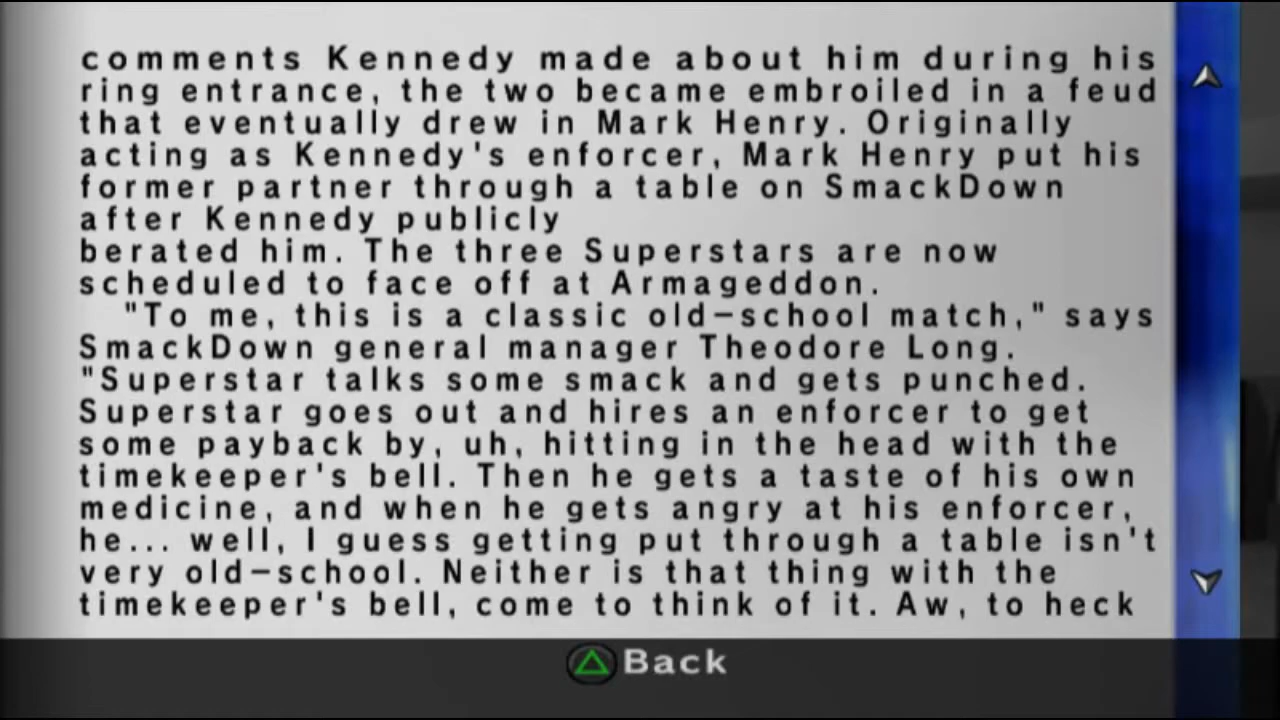 comments Kennedy made about him during his
ring entrance, the two became embroiled in a feud
that eventually drew in Mark Henry. Originally
acting as Kennedy's enforcer, Mark Henry put his
former partner through a table on SmackDown
after Kennedy publicly
berated him. The three Superstars are now
scheduled to face off at Armageddon.
"To me, this is a classic old-school match," says
SmackDown general manager Theodore Long.
"Superstar talks some smack and gets punched.
Superstar goes out and hires an enforcer to get
some payback by, uh, hitting in the head with the
timekeeper's bell. Then he gets a taste of his own
medicine, and when he gets angry at his enforcer,
he... well, I guess getting put through a table isn't
very old-school. Neither is that thing with the
timekeeper's bell, come to think of it. Aw, to heck
Back